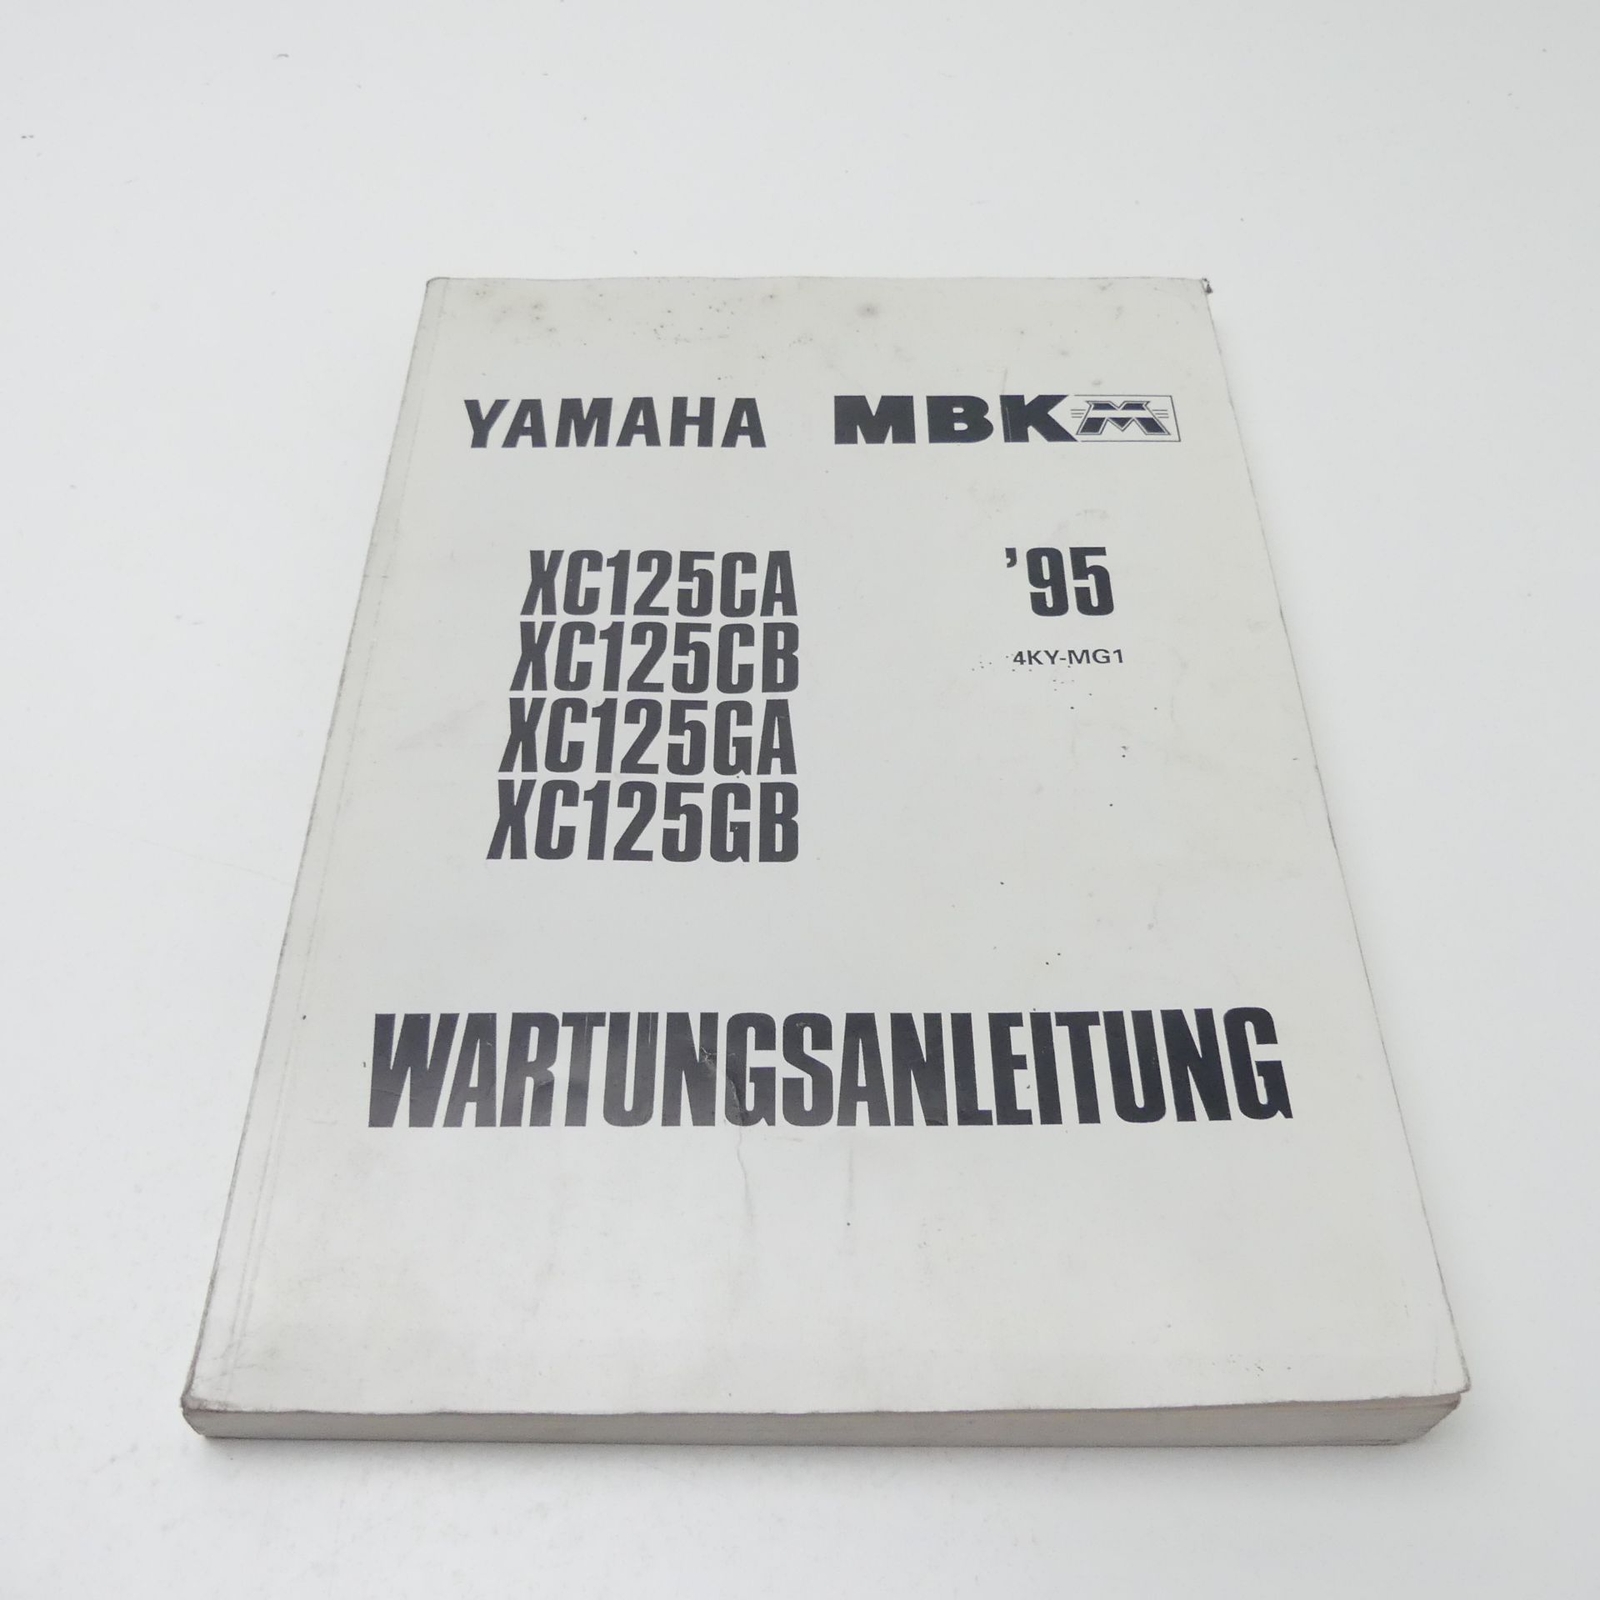 YAMAHA MBK
XC125CA '95
XC125CB 4KY-MG1
XC125GA
XC125GB
WARTUNGSANLEITUNG